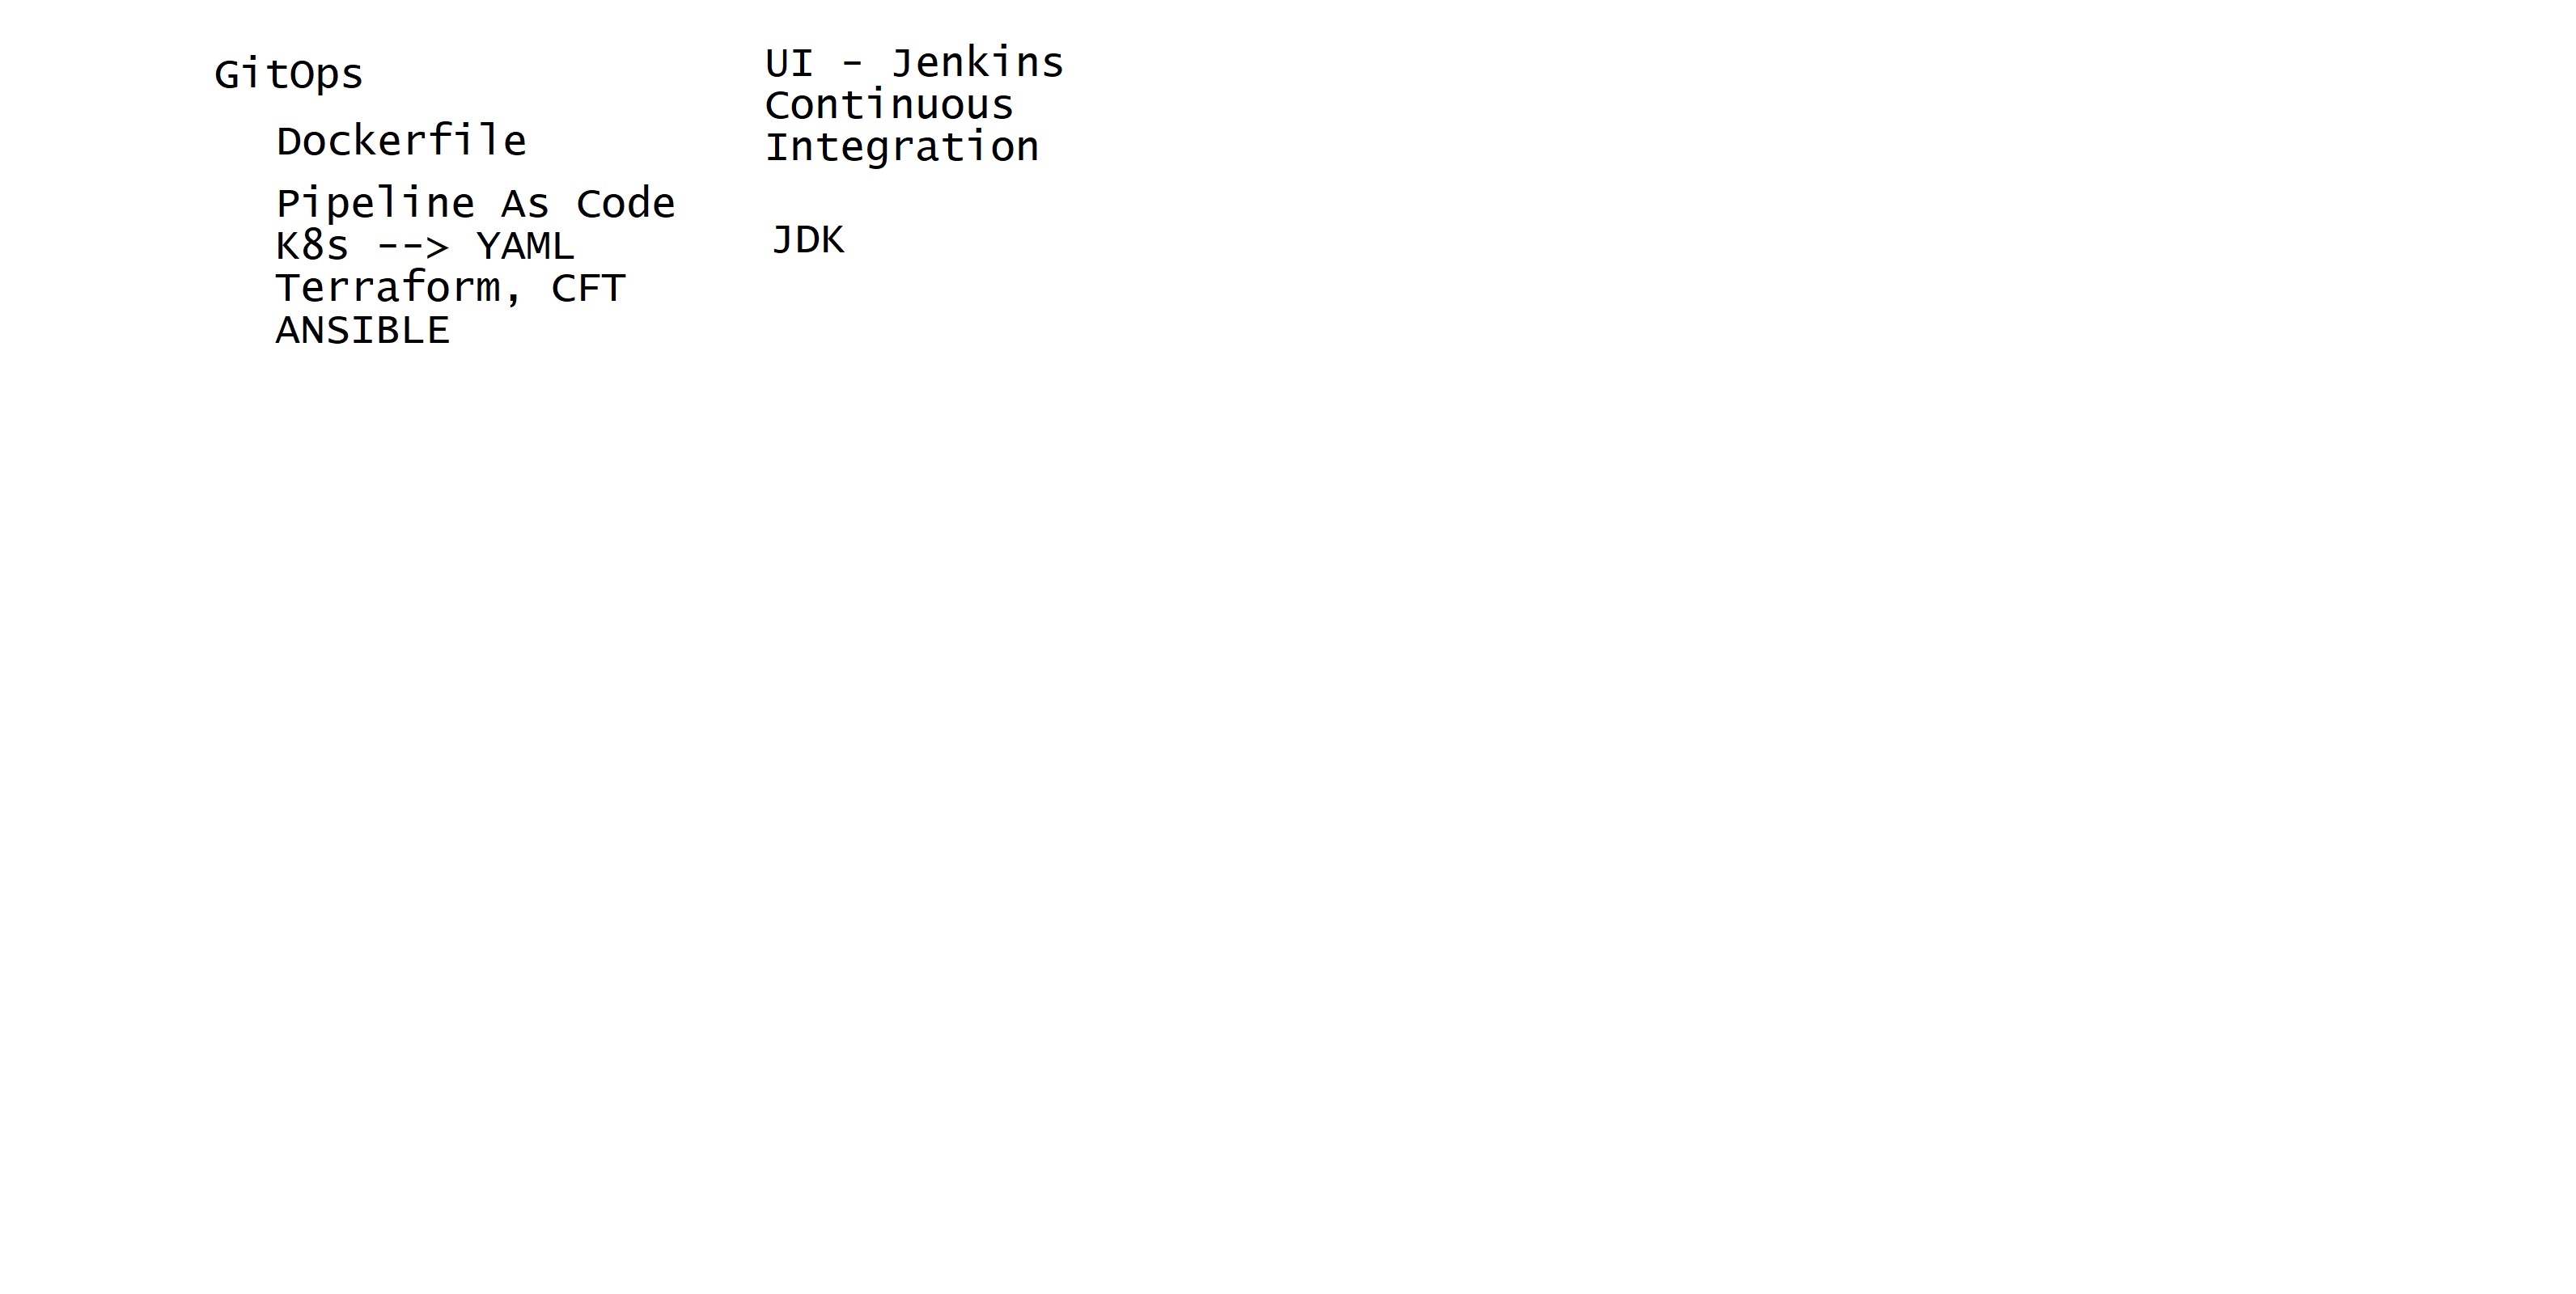 GitOps
Dockerfile
Pipeline As Code
K8s --> YAML
Terraform, CFT
ANSIBLE
UI - Jenkins
Continuous
Integration
JDK